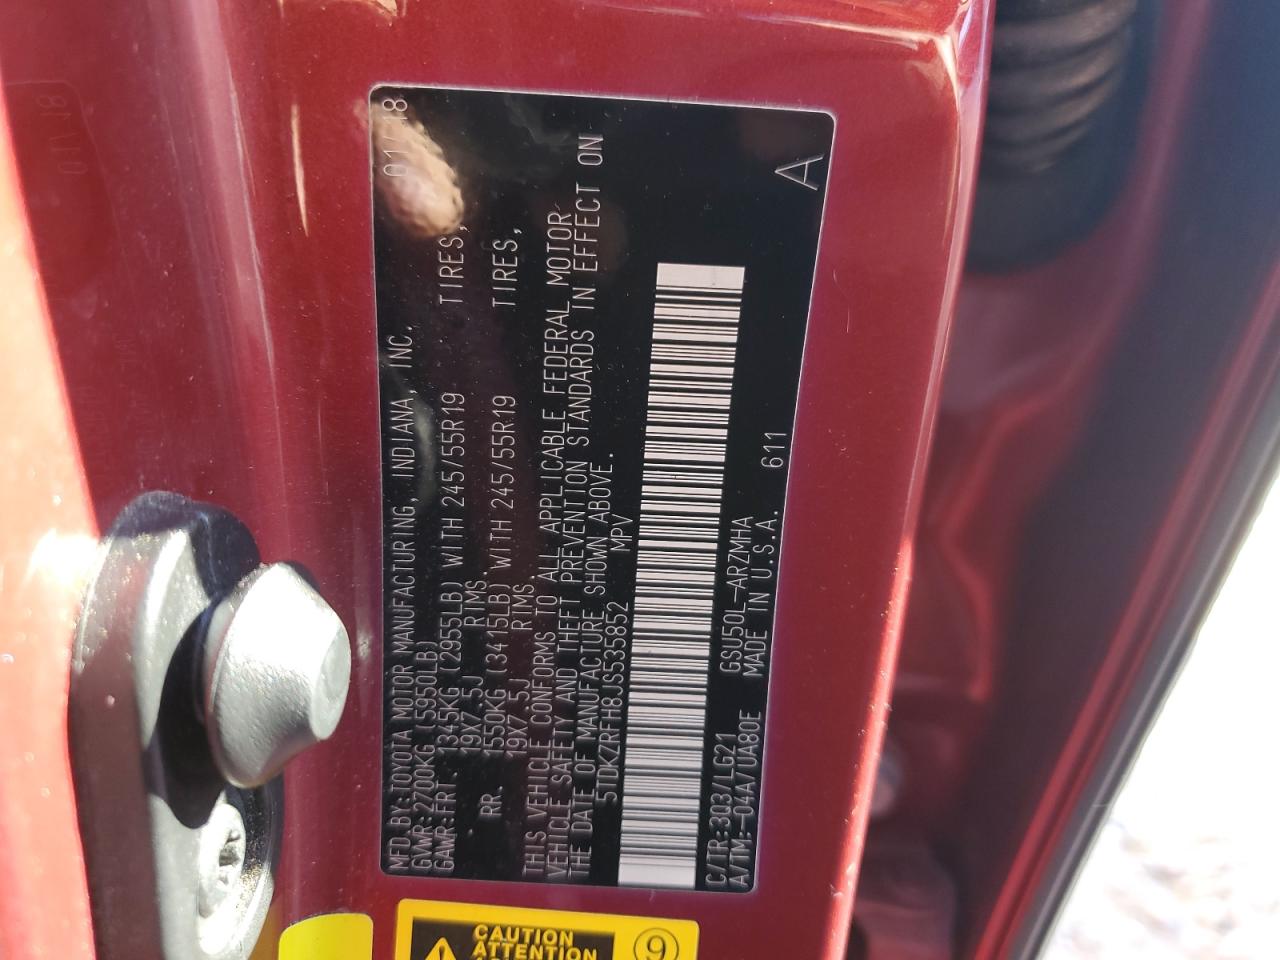 MFD.BY:TOYOTA MOTOR MANUFACTURING, INDIANA, INC. 01/18
GVWR:2700KG (5950LB)
GAWR:FRT. 1345KG (2955LB) WITH 245/55R19 TIRES,
19X7.5J RIMS
RR. 1550KG (3415LB) WITH 245/55R19 TIRES,
19X7.5J RIMS
THIS VEHICLE CONFORMS TO ALL APPLICABLE FEDERAL MOTOR
VEHICLE SAFETY AND THEFT PREVENTION STANDARDS IN EFFECT ON
THE DATE OF MANUFACTURE SHOWN ABOVE.
5TDKZRFH8JS535852 MPV
C/TR:3Q3/LG21 GSU50L-ARZMHA
A/TM:-04A/UA80E MADE IN U.S.A. 611
A
CAUTION
ATTENTION
9